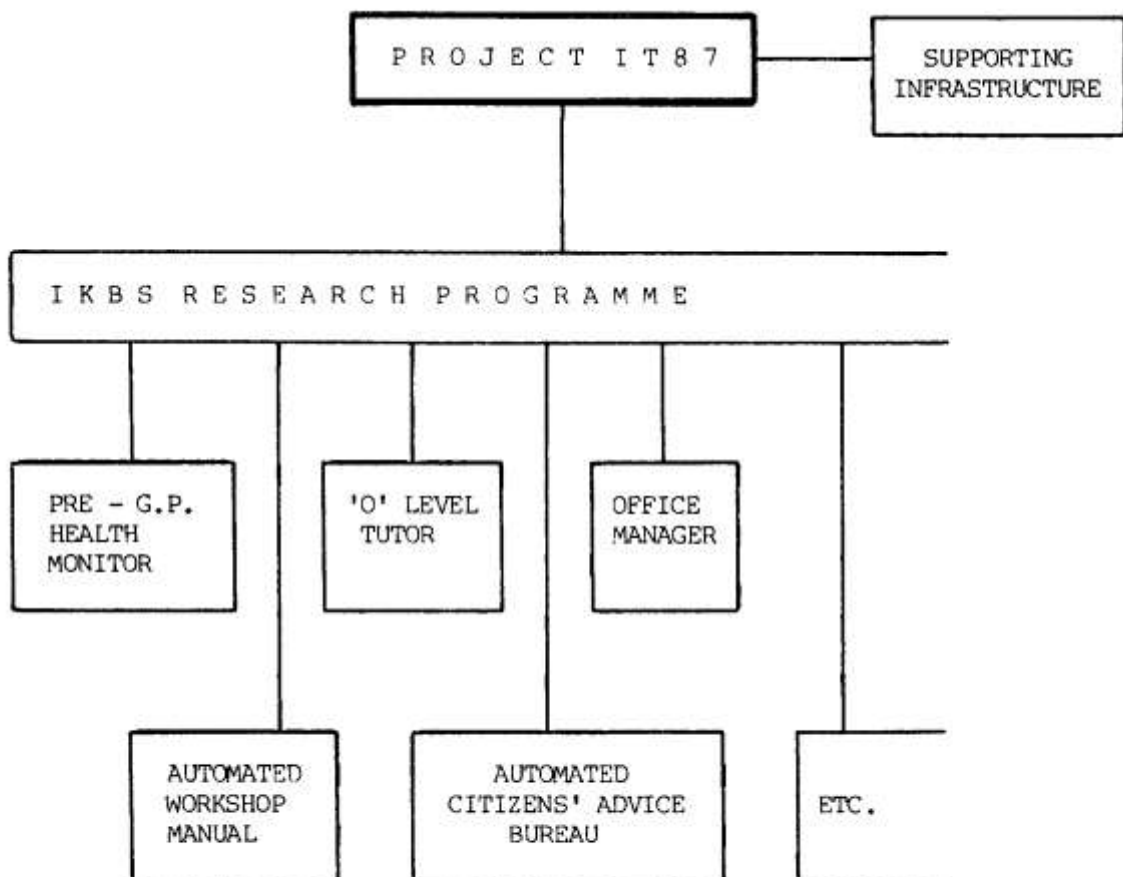 PROJECT IT87
SUPPORTING
INFRASTRUCTURE
IKBS RESEARCH PROGRAMME
PRE - G.P.
HEALTH
MONITOR
'O' LEVEL
TUTOR
OFFICE
MANAGER
AUTOMATED
WORKSHOP
MANUAL
AUTOMATED
CITIZENS' ADVICE
BUREAU
ETC.